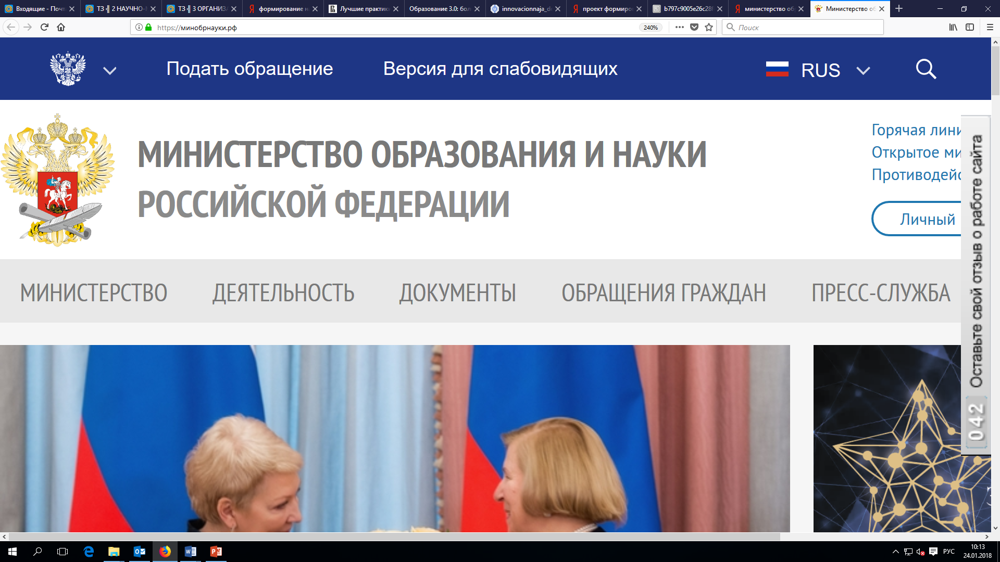 Входящие - Почт
ТЗ ╣ 2 НАУЧНО-
ТЗ ╣ 3 ОРГАНИЗА
формирование н
Лучшие практик
Образование 3.0: бол
innovacionnaja_d
проект формиро
b797c9005e26c28f
министерство об
Министерство об
https://минобрнауки.рф
240%
Поиск
Подать обращение
Версия для слабовидящих
RUS
МИНИСТЕРСТВО ОБРАЗОВАНИЯ И НАУКИ
РОССИЙСКОЙ ФЕДЕРАЦИИ
Горячая лини
Открытое ми
Противодейс
Личный
Оставьте свой отзыв о работе сайта
042
МИНИСТЕРСТВО
ДЕЯТЕЛЬНОСТЬ
ДОКУМЕНТЫ
ОБРАЩЕНИЯ ГРАЖДАН
ПРЕСС-СЛУЖБА
РУС
10:13
24.01.2018